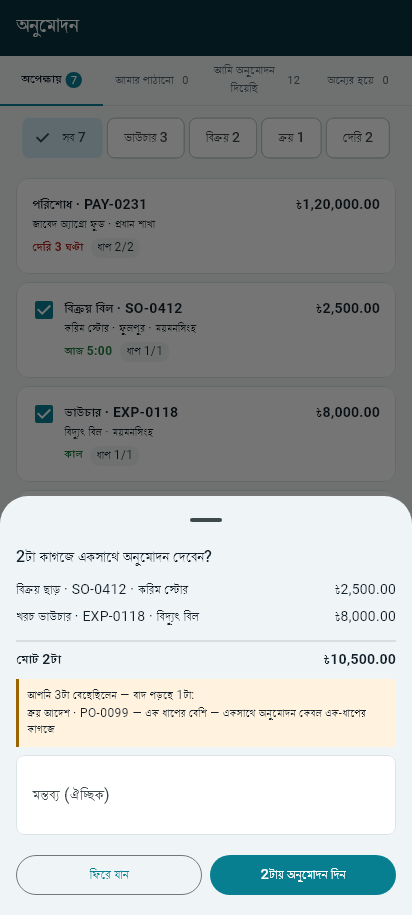 অনুমোদন
অপেক্ষায় 7
আমার পাঠানো 0
আমি অনুমোদন দিয়েছি 12
অন্যের হয়ে 0
সব 7
ভাউচার 3
বিক্রয় 2
ক্রয় 1
দেরি 2
পরিশোধ · PAY-0231 ৳1,20,000.00
জাবেদ অ্যাগ্রো ফুড · প্রধান শাখা
দেরি 3 ঘণ্টা ধাপ 2/2
বিক্রয় বিল · SO-0412 ৳2,500.00
করিম স্টোর · ফুলপুর · ময়মনসিংহ
আজ 5:00 ধাপ 1/1
ভাউচার · EXP-0118 ৳8,000.00
বিদ্যুৎ বিল · ময়মনসিংহ
কাল ধাপ 1/1
2টা কাগজে একসাথে অনুমোদন দেবেন?
বিক্রয় ছাড় · SO-0412 · করিম স্টোর ৳2,500.00
খরচ ভাউচার · EXP-0118 · বিদ্যুৎ বিল ৳8,000.00
মোট 2টা ৳10,500.00
আপনি 3টা বেছেছিলেন — বাদ পড়ছে 1টা:
ক্রয় আদেশ · PO-0099 — এক ধাপের বেশি — একসাথে অনুমোদন কেবল এক-ধাপের
কাগজে
মন্তব্য (ঐচ্ছিক)
ফিরে যান
2টায় অনুমোদন দিন